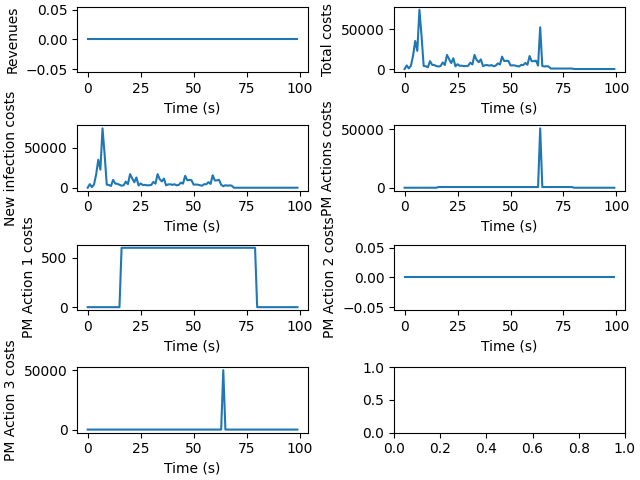 Revenues
0.05
0.00
−0.05
0 25 50 75 100
Time (s)
Total costs
50000
0
0 25 50 75 100
Time (s)
New infection costs
50000
0
0 25 50 75 100
Time (s)
PM Actions costs
50000
0
0 25 50 75 100
Time (s)
PM Action 1 costs
500
0
0 25 50 75 100
Time (s)
PM Action 2 costs
0.05
0.00
−0.05
0 25 50 75 100
Time (s)
PM Action 3 costs
50000
0
0 25 50 75 100
Time (s)
1.0
0.5
0.0
0.0 0.2 0.4 0.6 0.8 1.0